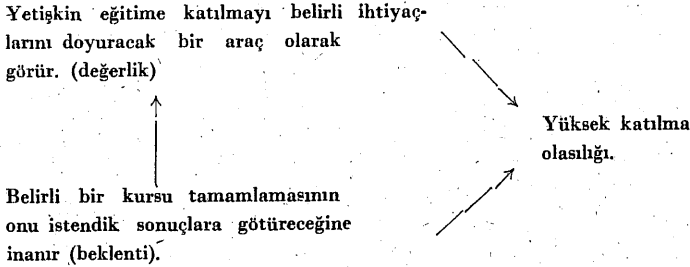 Yetişkin eğitime katılmayı belirli ihtiyaç-
larını doyuracak bir araç olarak
görür. (değerlik)
Yüksek katılma
olasılığı.
Belirli bir kursu tamamlamasının
onu istendik sonuçlara götüreceğine
inanır (beklenti).